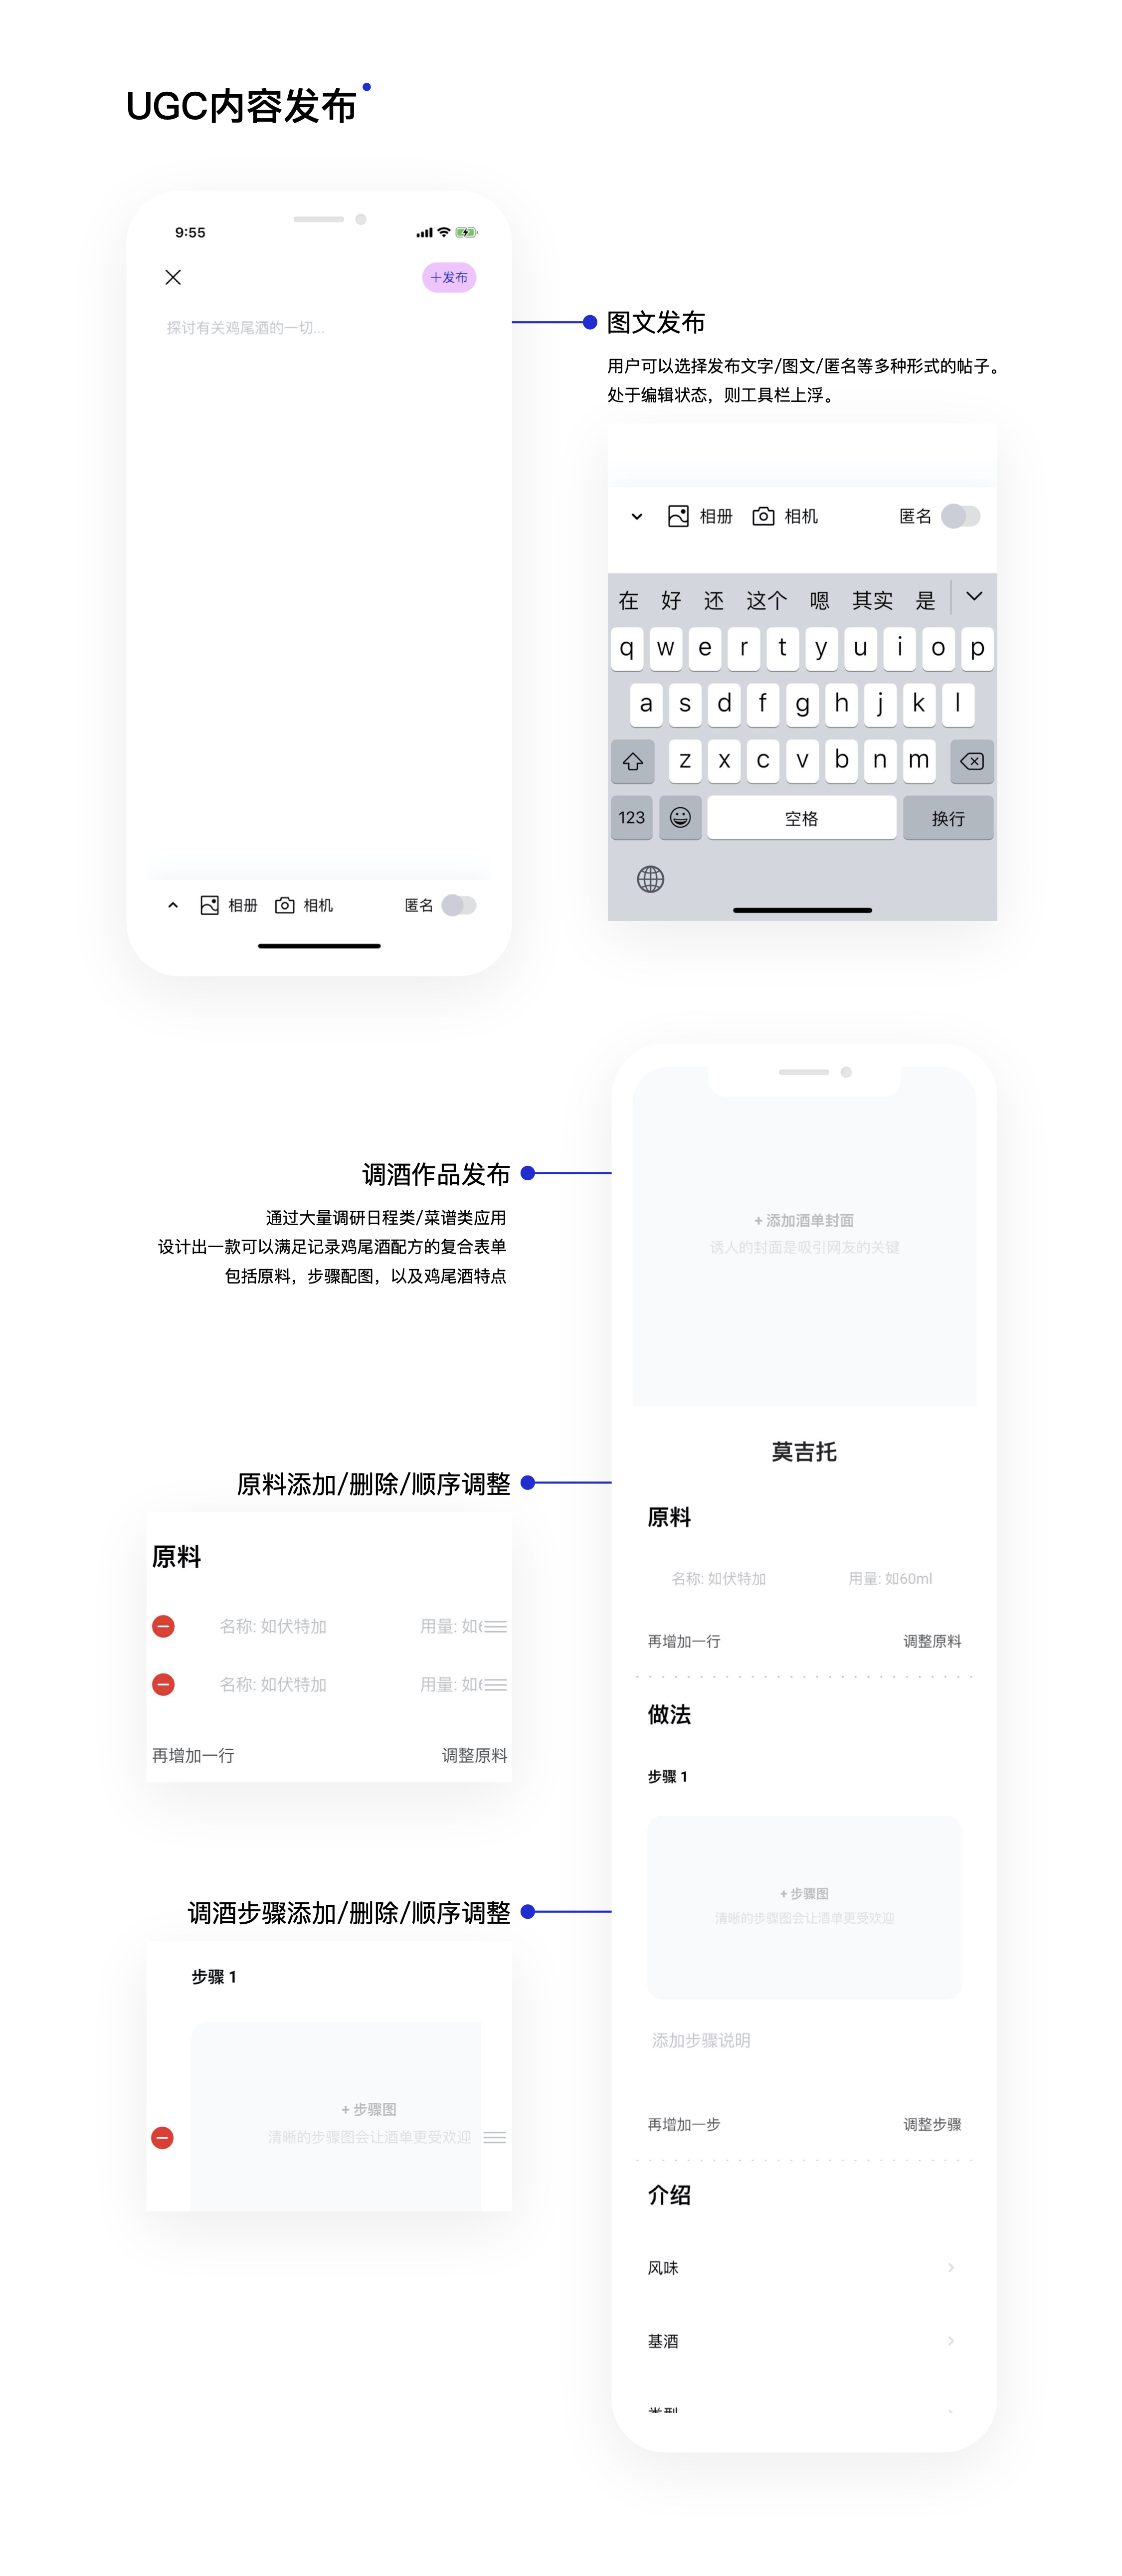 UGC内容发布
9:55
+发布
探讨有关鸡尾酒的一切...
相册 相机 匿名
图文发布
用户可以选择发布文字/图文/匿名等多种形式的帖子。
处于编辑状态，则工具栏上浮。
相册 相机 匿名
在 好 还 这个 嗯 其实 是
q w e r t y u i o p
a s d f g h j k l
z x c v b n m
123 空格 换行
调酒作品发布
通过大量调研日程类/菜谱类应用
设计出一款可以满足记录鸡尾酒配方的复合表单
包括原料，步骤配图，以及鸡尾酒特点
原料添加/删除/顺序调整
原料
名称: 如伏特加 用量: 如6
名称: 如伏特加 用量: 如6
再增加一行 调整原料
调酒步骤添加/删除/顺序调整
步骤 1
+ 步骤图
清晰的步骤图会让酒单更受欢迎
+ 添加酒单封面
诱人的封面是吸引网友的关键
莫吉托
原料
名称: 如伏特加 用量: 如60ml
再增加一行 调整原料
做法
步骤 1
+ 步骤图
清晰的步骤图会让酒单更受欢迎
添加步骤说明
再增加一步 调整步骤
介绍
风味
基酒